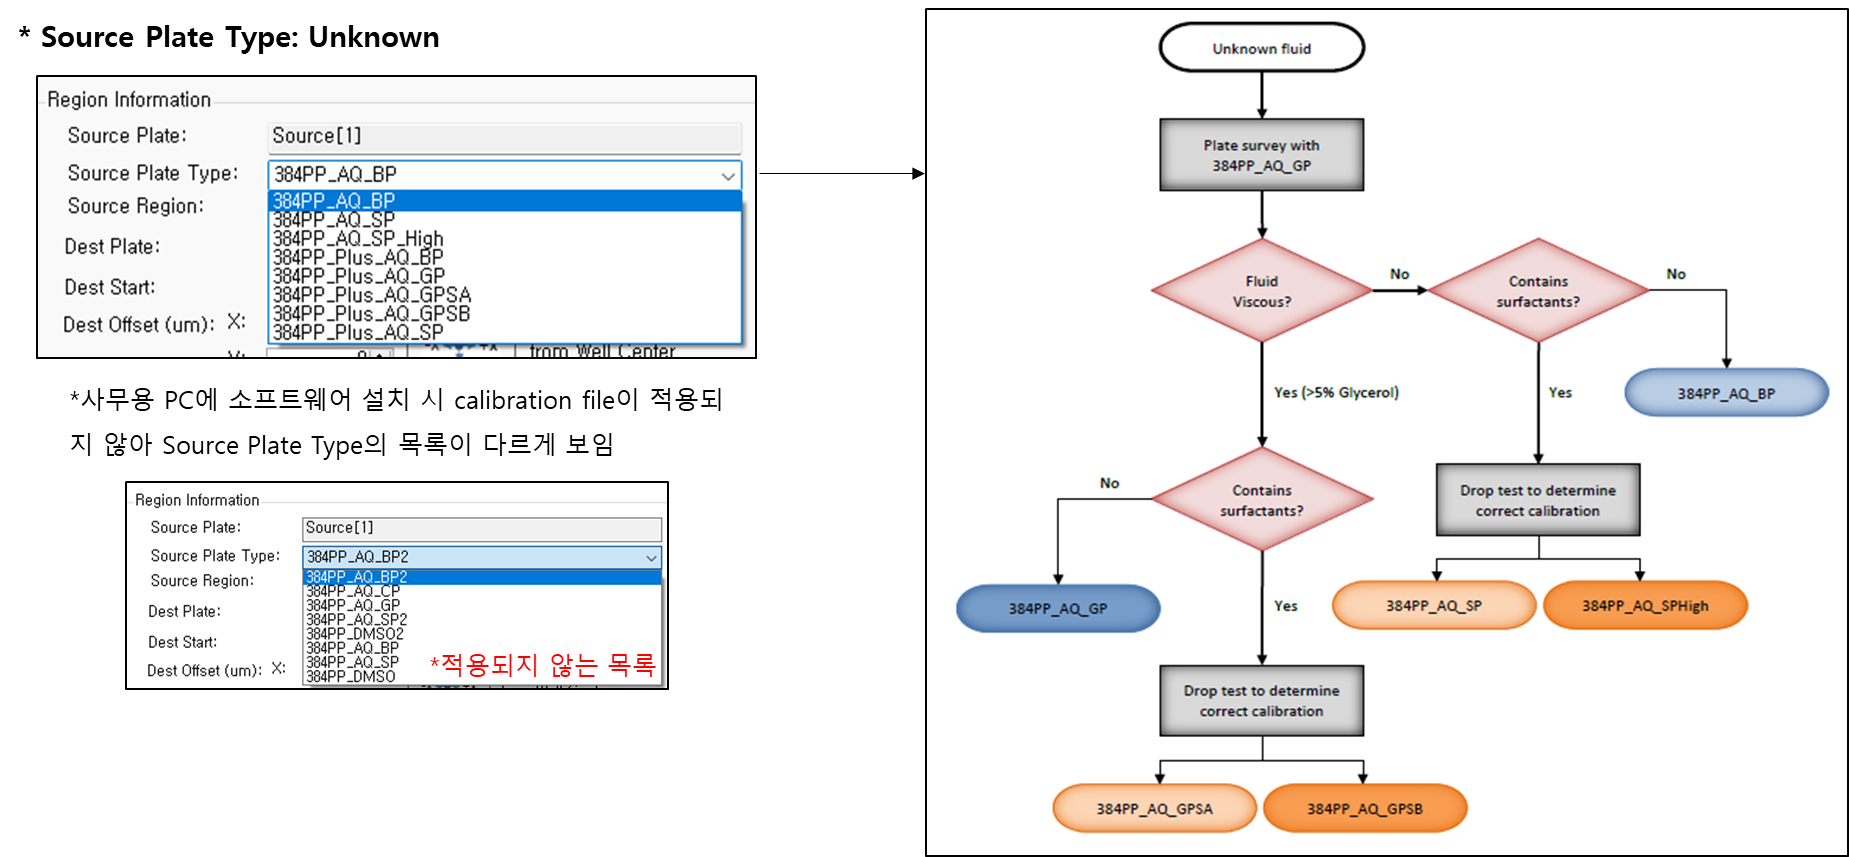 * Source Plate Type: Unknown
Region Information
Source Plate:
Source[1]
Source Plate Type:
384PP_AQ_BP
Source Region:
384PP_AQ_BP
384PP_AQ_SP
384PP_AQ_SP_High
384PP_Plus_AQ_BP
384PP_Plus_AQ_GP
384PP_Plus_AQ_GPSA
384PP_Plus_AQ_GPSB
384PP_Plus_AQ_SP
Dest Plate:
Dest Start:
Dest Offset (um): X:
from Well Center
*사무용 PC에 소프트웨어 설치 시 calibration file이 적용되
지 않아 Source Plate Type의 목록이 다르게 보임
Region Information
Source Plate:
Source[1]
Source Plate Type:
384PP_AQ_BP2
Source Region:
384PP_AQ_BP2
384PP_AQ_CP
384PP_AQ_GP
384PP_AQ_SP2
384PP_DMSO2
384PP_AQ_BP
384PP_AQ_SP
384PP_DMSO
Dest Plate:
Dest Start:
Dest Offset (um): X:
*적용되지 않는 목록
Unknown fluid
Plate survey with
384PP_AQ_GP
Fluid
Viscous?
No
Contains
surfactants?
No
384PP_AQ_BP
Yes
Drop test to determine
correct calibration
384PP_AQ_SP
384PP_AQ_SPHigh
Yes (>5% Glycerol)
Contains
surfactants?
No
384PP_AQ_GP
Yes
Drop test to determine
correct calibration
384PP_AQ_GPSA
384PP_AQ_GPSB